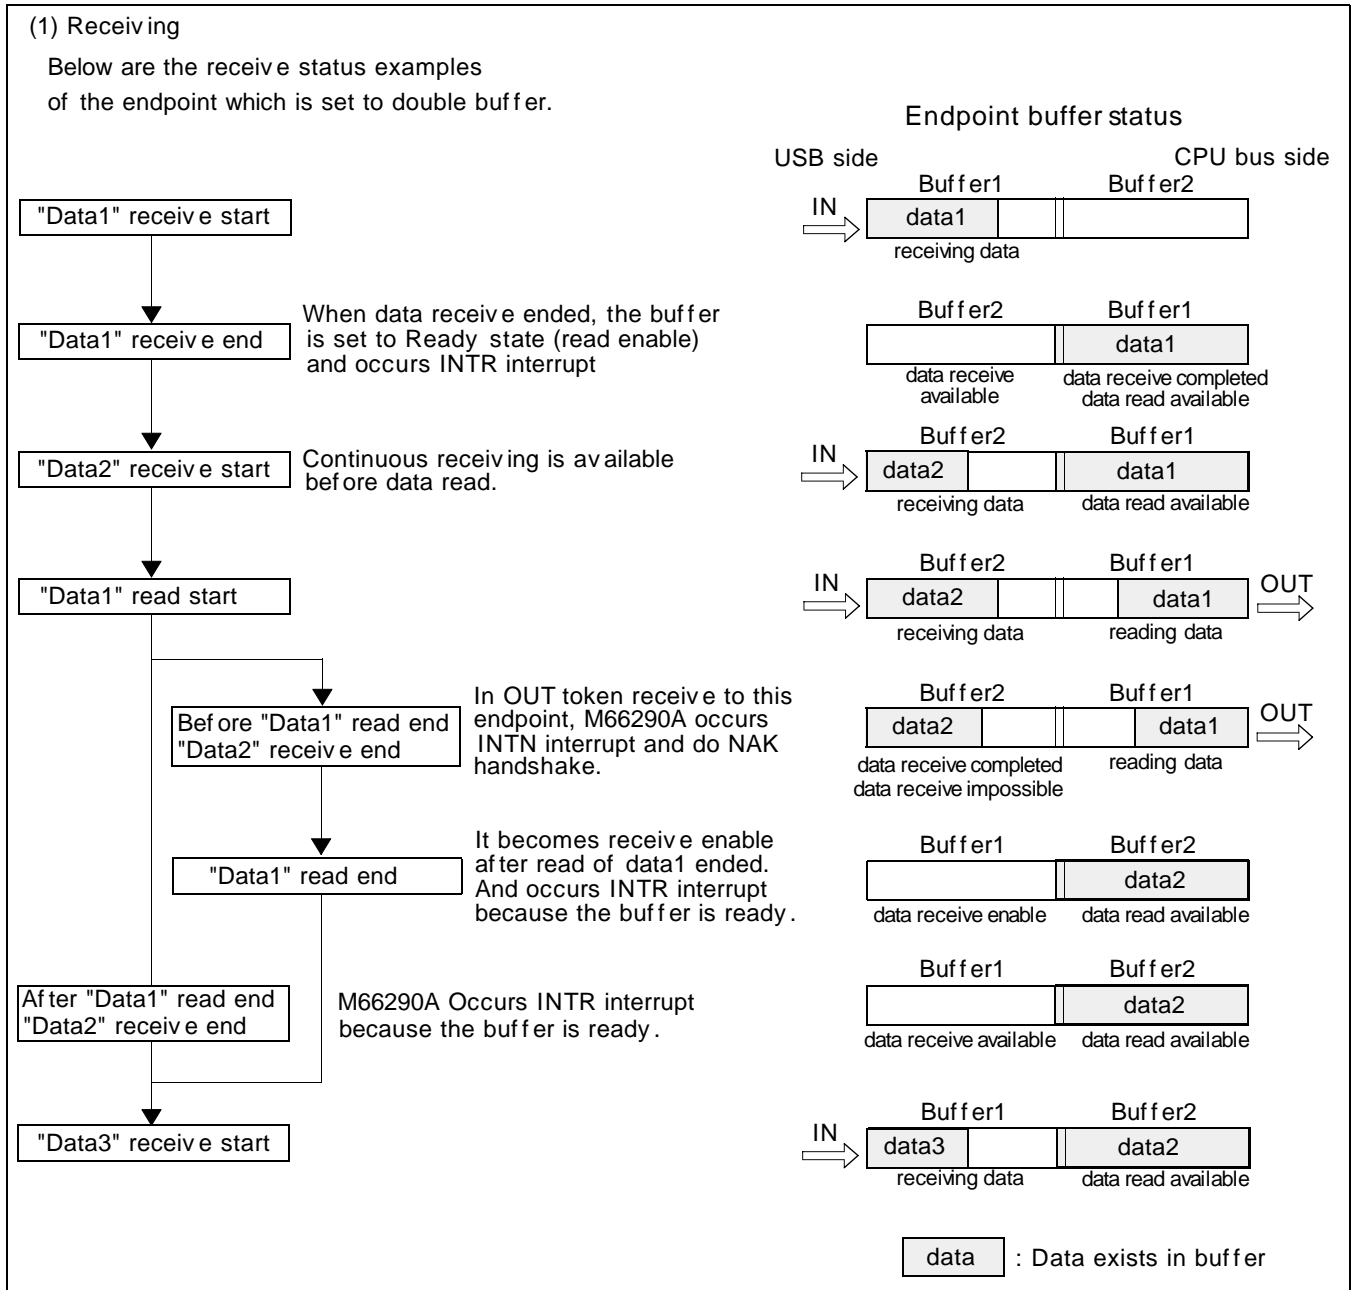 (1) Receiving
Below are the receive status examples
of the endpoint which is set to double buffer.
Endpoint buffer status
USB side
CPU bus side
Buffer1
Buffer2
"Data1" receive start
IN
data1
receiving data
"Data1" receive end
When data receive ended, the buffer
is set to Ready state (read enable)
and occurs INTR interrupt
Buffer2
Buffer1
data1
data receive
available
data receive completed
data read available
"Data2" receive start
Continuous receiving is available
before data read.
Buffer2
Buffer1
IN
data2
data1
receiving data
data read available
"Data1" read start
Buffer2
Buffer1
IN
data2
data1
OUT
receiving data
reading data
Before "Data1" read end
"Data2" receive end
In OUT token receive to this
endpoint, M66290A occurs
INTN interrupt and do NAK
handshake.
Buffer2
Buffer1
data2
data1
OUT
data receive completed
data receive impossible
reading data
"Data1" read end
It becomes receive enable
after read of data1 ended.
And occurs INTR interrupt
because the buffer is ready.
Buffer1
Buffer2
data2
data receive enable
data read available
After "Data1" read end
"Data2" receive end
M66290A Occurs INTR interrupt
because the buffer is ready.
Buffer1
Buffer2
data2
data receive available
data read available
"Data3" receive start
Buffer1
Buffer2
IN
data3
data2
receiving data
data read available
data : Data exists in buffer